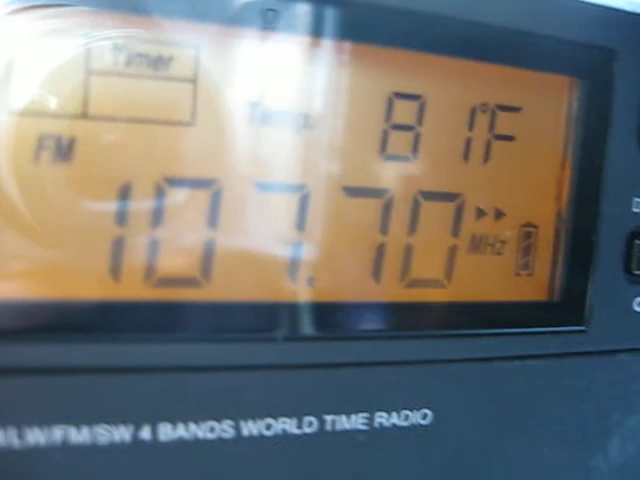 Timer
Temp 81°F
FM
107.70 MHz
/LW/FM/SW 4 BANDS WORLD TIME RADIO